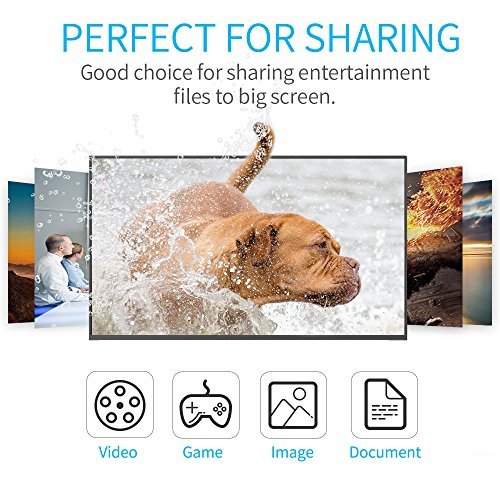 PERFECT FOR SHARING
Good choice for sharing entertainment
files to big screen.
Video
Game
Image
Document